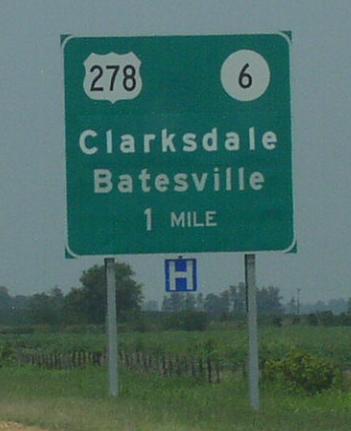 278 6
Clarksdale
Batesville
1 MILE
H